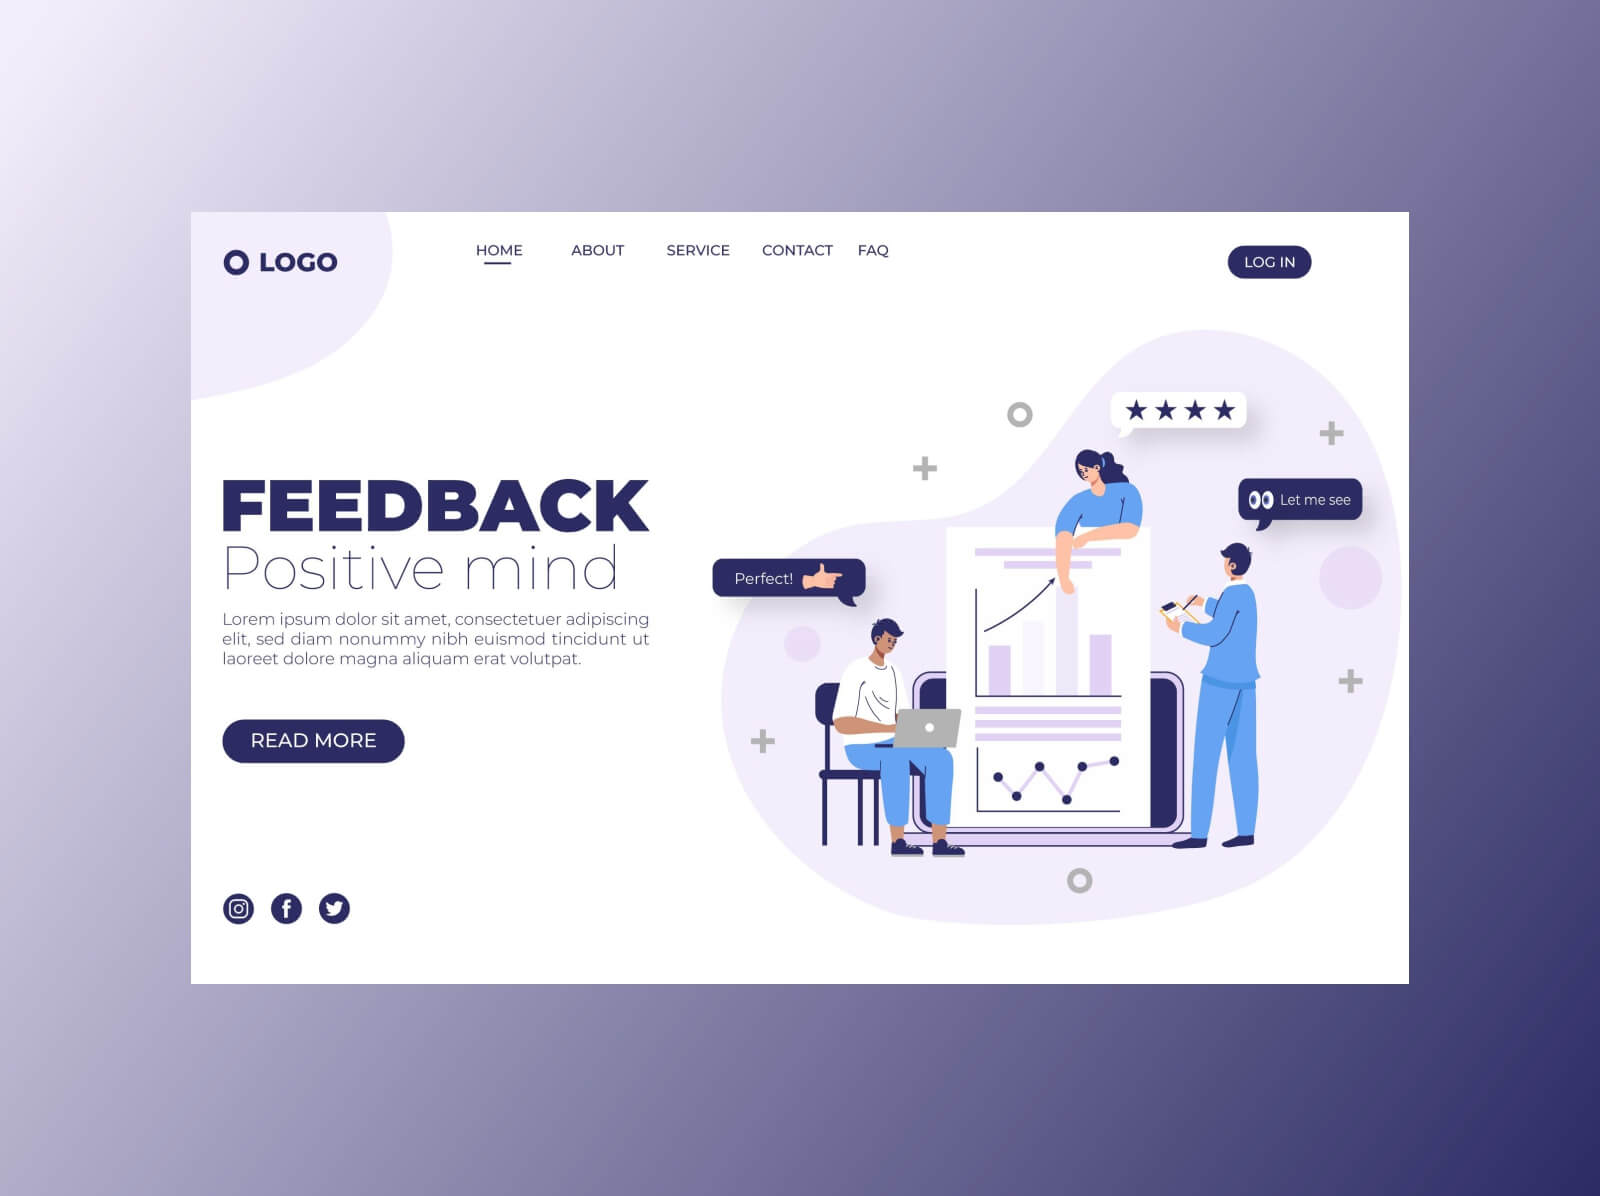 LOGO
HOME
ABOUT
SERVICE
CONTACT
FAQ
LOG IN
FEEDBACK
Positive mind
Lorem ipsum dolor sit amet, consectetuer adipiscing
elit, sed diam nonummy nibh euismod tincidunt ut
laoreet dolore magna aliquam erat volutpat.
READ MORE
Perfect!
Let me see